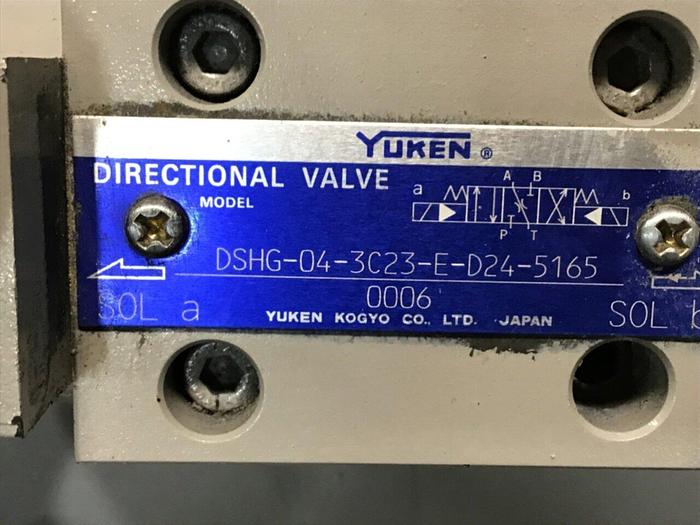 YUKEN ®
DIRECTIONAL VALVE
MODEL
a A B b
P T
DSHG-04-3C23-E-D24-5165
0006
SOL a YUKEN KOGYO CO., LTD. JAPAN SOL b